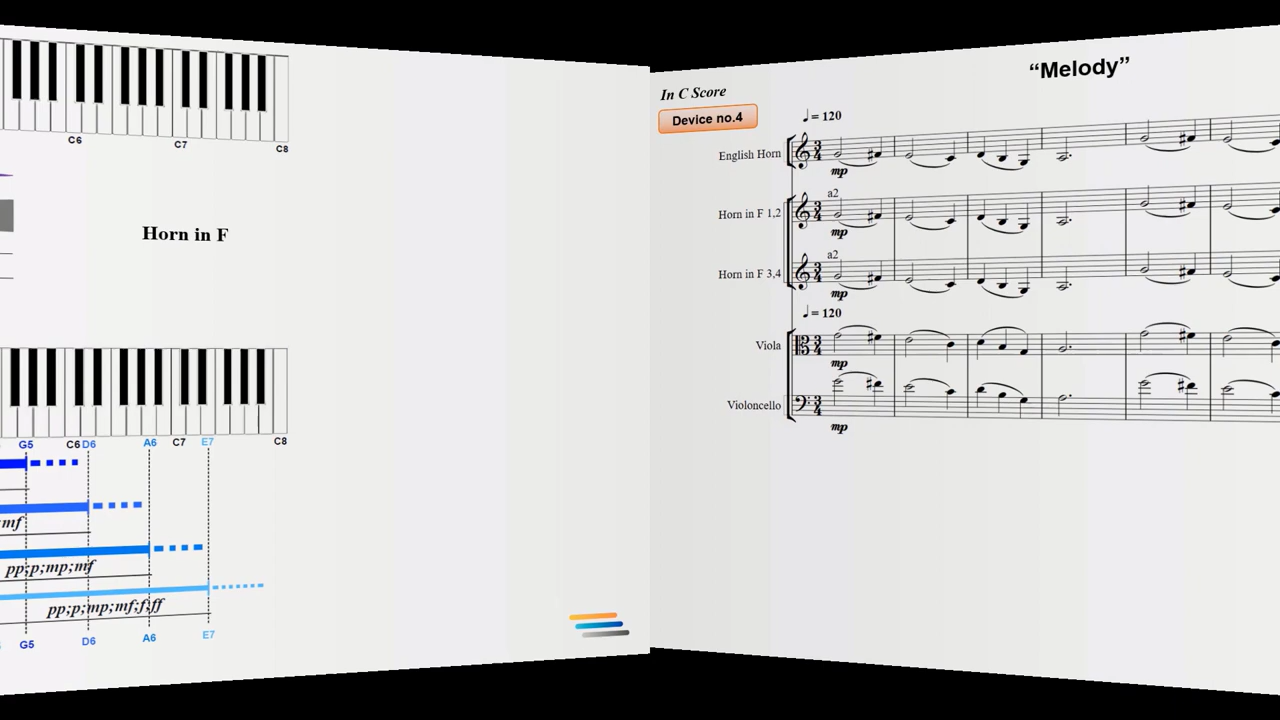 C6
C7
C8
Horn in F
G5
C6
D6
A6
C7
E7
C8
mf
pp;p;mp;mf
pp;p;mp;mf;f;ff
G5
D6
A6
E7
“Melody”
In C Score
Device no.4
♩ = 120
English Horn
mp
a2
Horn in F 1,2
mp
a2
Horn in F 3,4
mp
♩ = 120
Viola
mp
Violoncello
mp